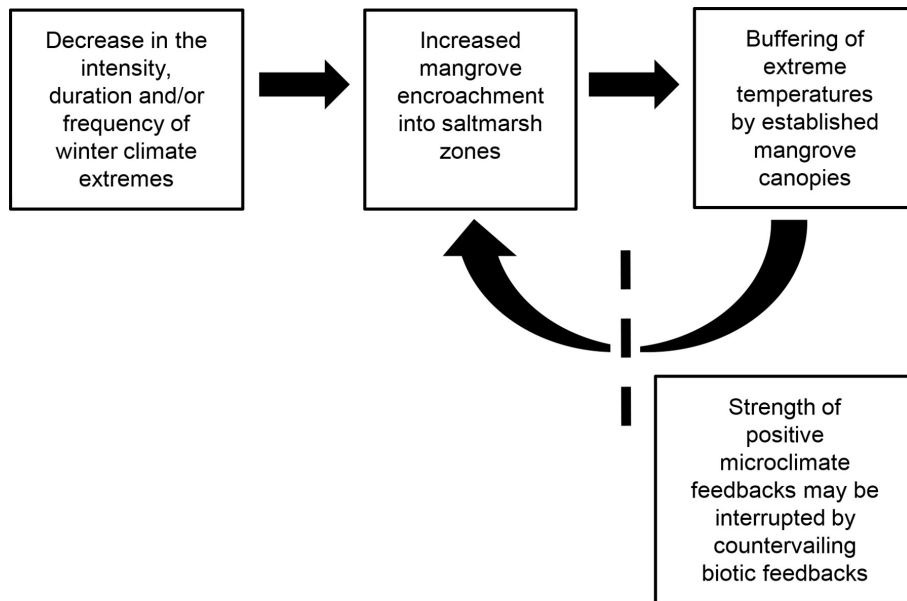 Decrease in the
intensity,
duration and/or
frequency of
winter climate
extremes
Increased
mangrove
encroachment
into saltmarsh
zones
Buffering of
extreme
temperatures
by established
mangrove
canopies
Strength of
positive
microclimate
feedbacks may be
interrupted by
countervailing
biotic feedbacks